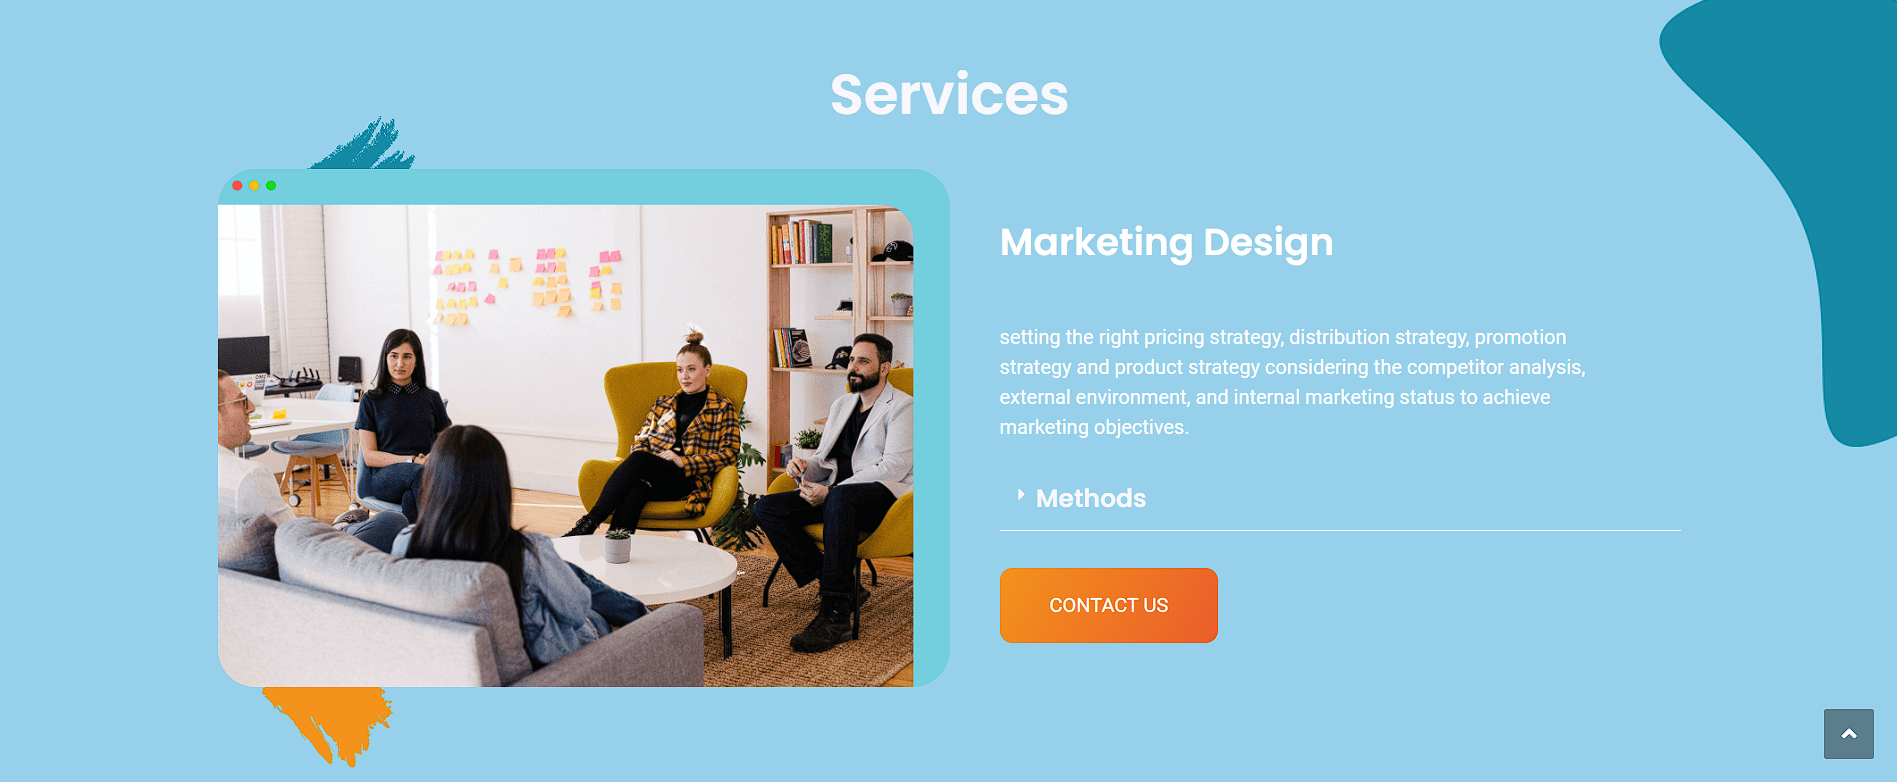 Services
Marketing Design
setting the right pricing strategy, distribution strategy, promotion
strategy and product strategy considering the competitor analysis,
external environment, and internal marketing status to achieve
marketing objectives.
Methods
CONTACT US